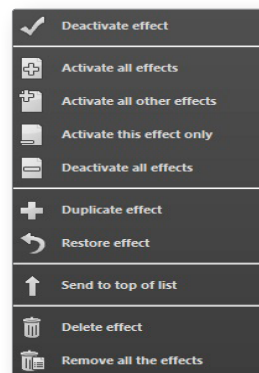 Deactivate effect
Activate all effects
Activate all other effects
Activate this effect only
Deactivate all effects
Duplicate effect
Restore effect
Send to top of list
Delete effect
Remove all the effects